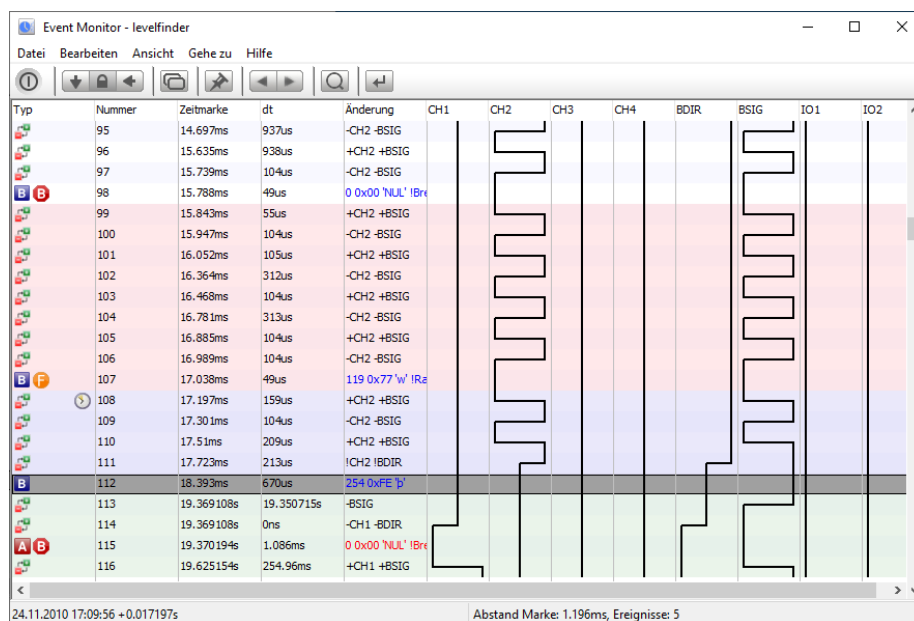 Event Monitor - levelfinder
Datei Bearbeiten Ansicht Gehe zu Hilfe
Typ Nummer Zeitmarke dt Änderung CH1 CH2 CH3 CH4 BDIR BSIG IO1 IO2
95 14.697ms 937us -CH2 -BSIG
96 15.635ms 938us +CH2 +BSIG
97 15.739ms 104us -CH2 -BSIG
B B 98 15.788ms 49us 0 0x00 'NUL' !Bre
99 15.843ms 55us +CH2 +BSIG
100 15.947ms 104us -CH2 -BSIG
101 16.052ms 105us +CH2 +BSIG
102 16.364ms 312us -CH2 -BSIG
103 16.468ms 104us +CH2 +BSIG
104 16.781ms 313us -CH2 -BSIG
105 16.885ms 104us +CH2 +BSIG
106 16.989ms 104us -CH2 -BSIG
B F 107 17.038ms 49us 119 0x77 'w' !Ra
108 17.197ms 159us +CH2 +BSIG
109 17.301ms 104us -CH2 -BSIG
110 17.51ms 209us +CH2 +BSIG
111 17.723ms 213us !CH2 !BDIR
B 112 18.393ms 670us 254 0xFE 'þ'
113 19.369108s 19.350715s -BSIG
114 19.369108s 0ns -CH1 -BDIR
A B 115 19.370194s 1.086ms 0 0x00 'NUL' !Bre
116 19.625154s 254.96ms +CH1 +BSIG
24.11.2010 17:09:56 +0.017197s Abstand Marke: 1.196ms, Ereignisse: 5